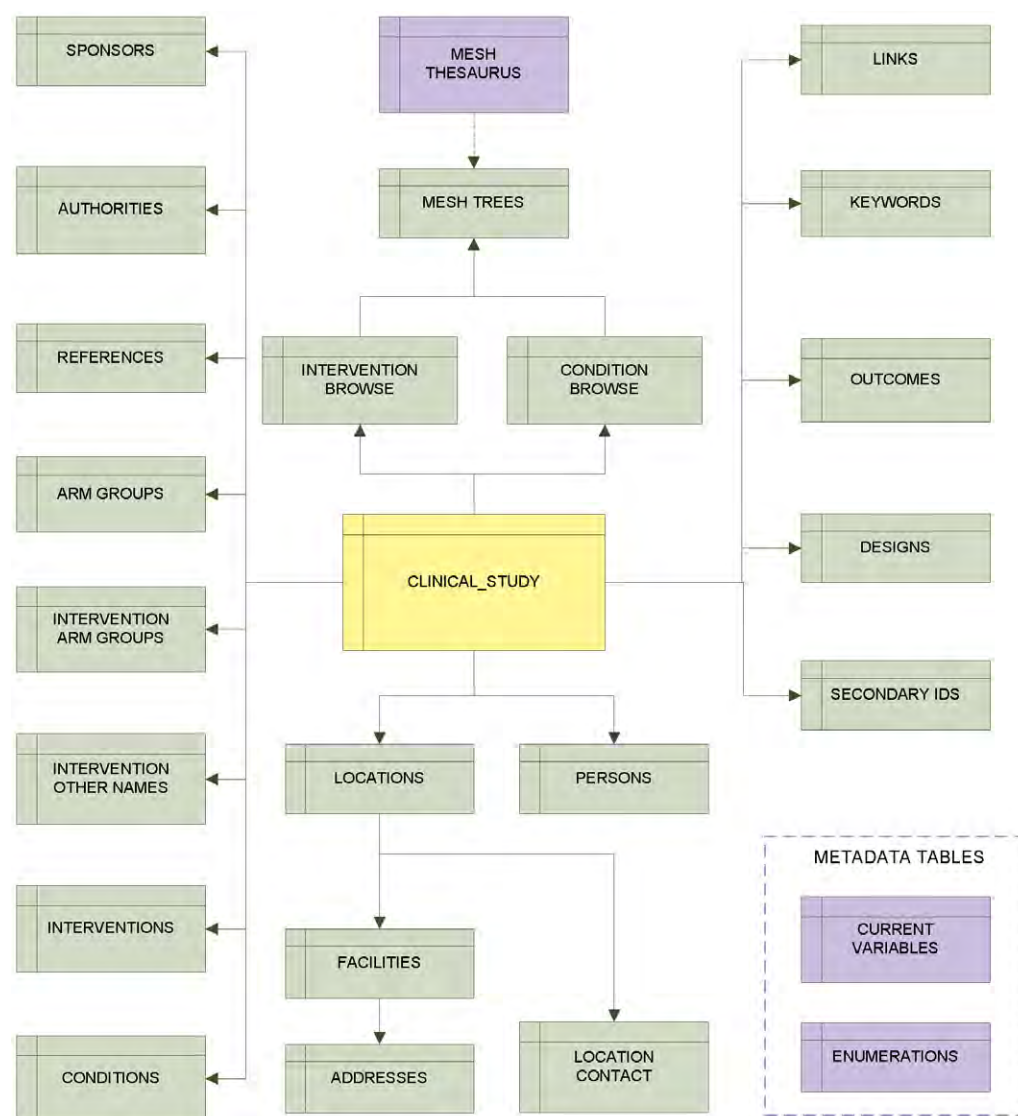 SPONSORS
MESH
THESAURUS
LINKS
AUTHORITIES
MESH TREES
KEYWORDS
REFERENCES
INTERVENTION
BROWSE
CONDITION
BROWSE
OUTCOMES
ARM GROUPS
CLINICAL_STUDY
DESIGNS
INTERVENTION
ARM GROUPS
SECONDARY IDS
INTERVENTION
OTHER NAMES
LOCATIONS
PERSONS
METADATA TABLES
INTERVENTIONS
FACILITIES
CURRENT
VARIABLES
CONDITIONS
ADDRESSES
LOCATION
CONTACT
ENUMERATIONS